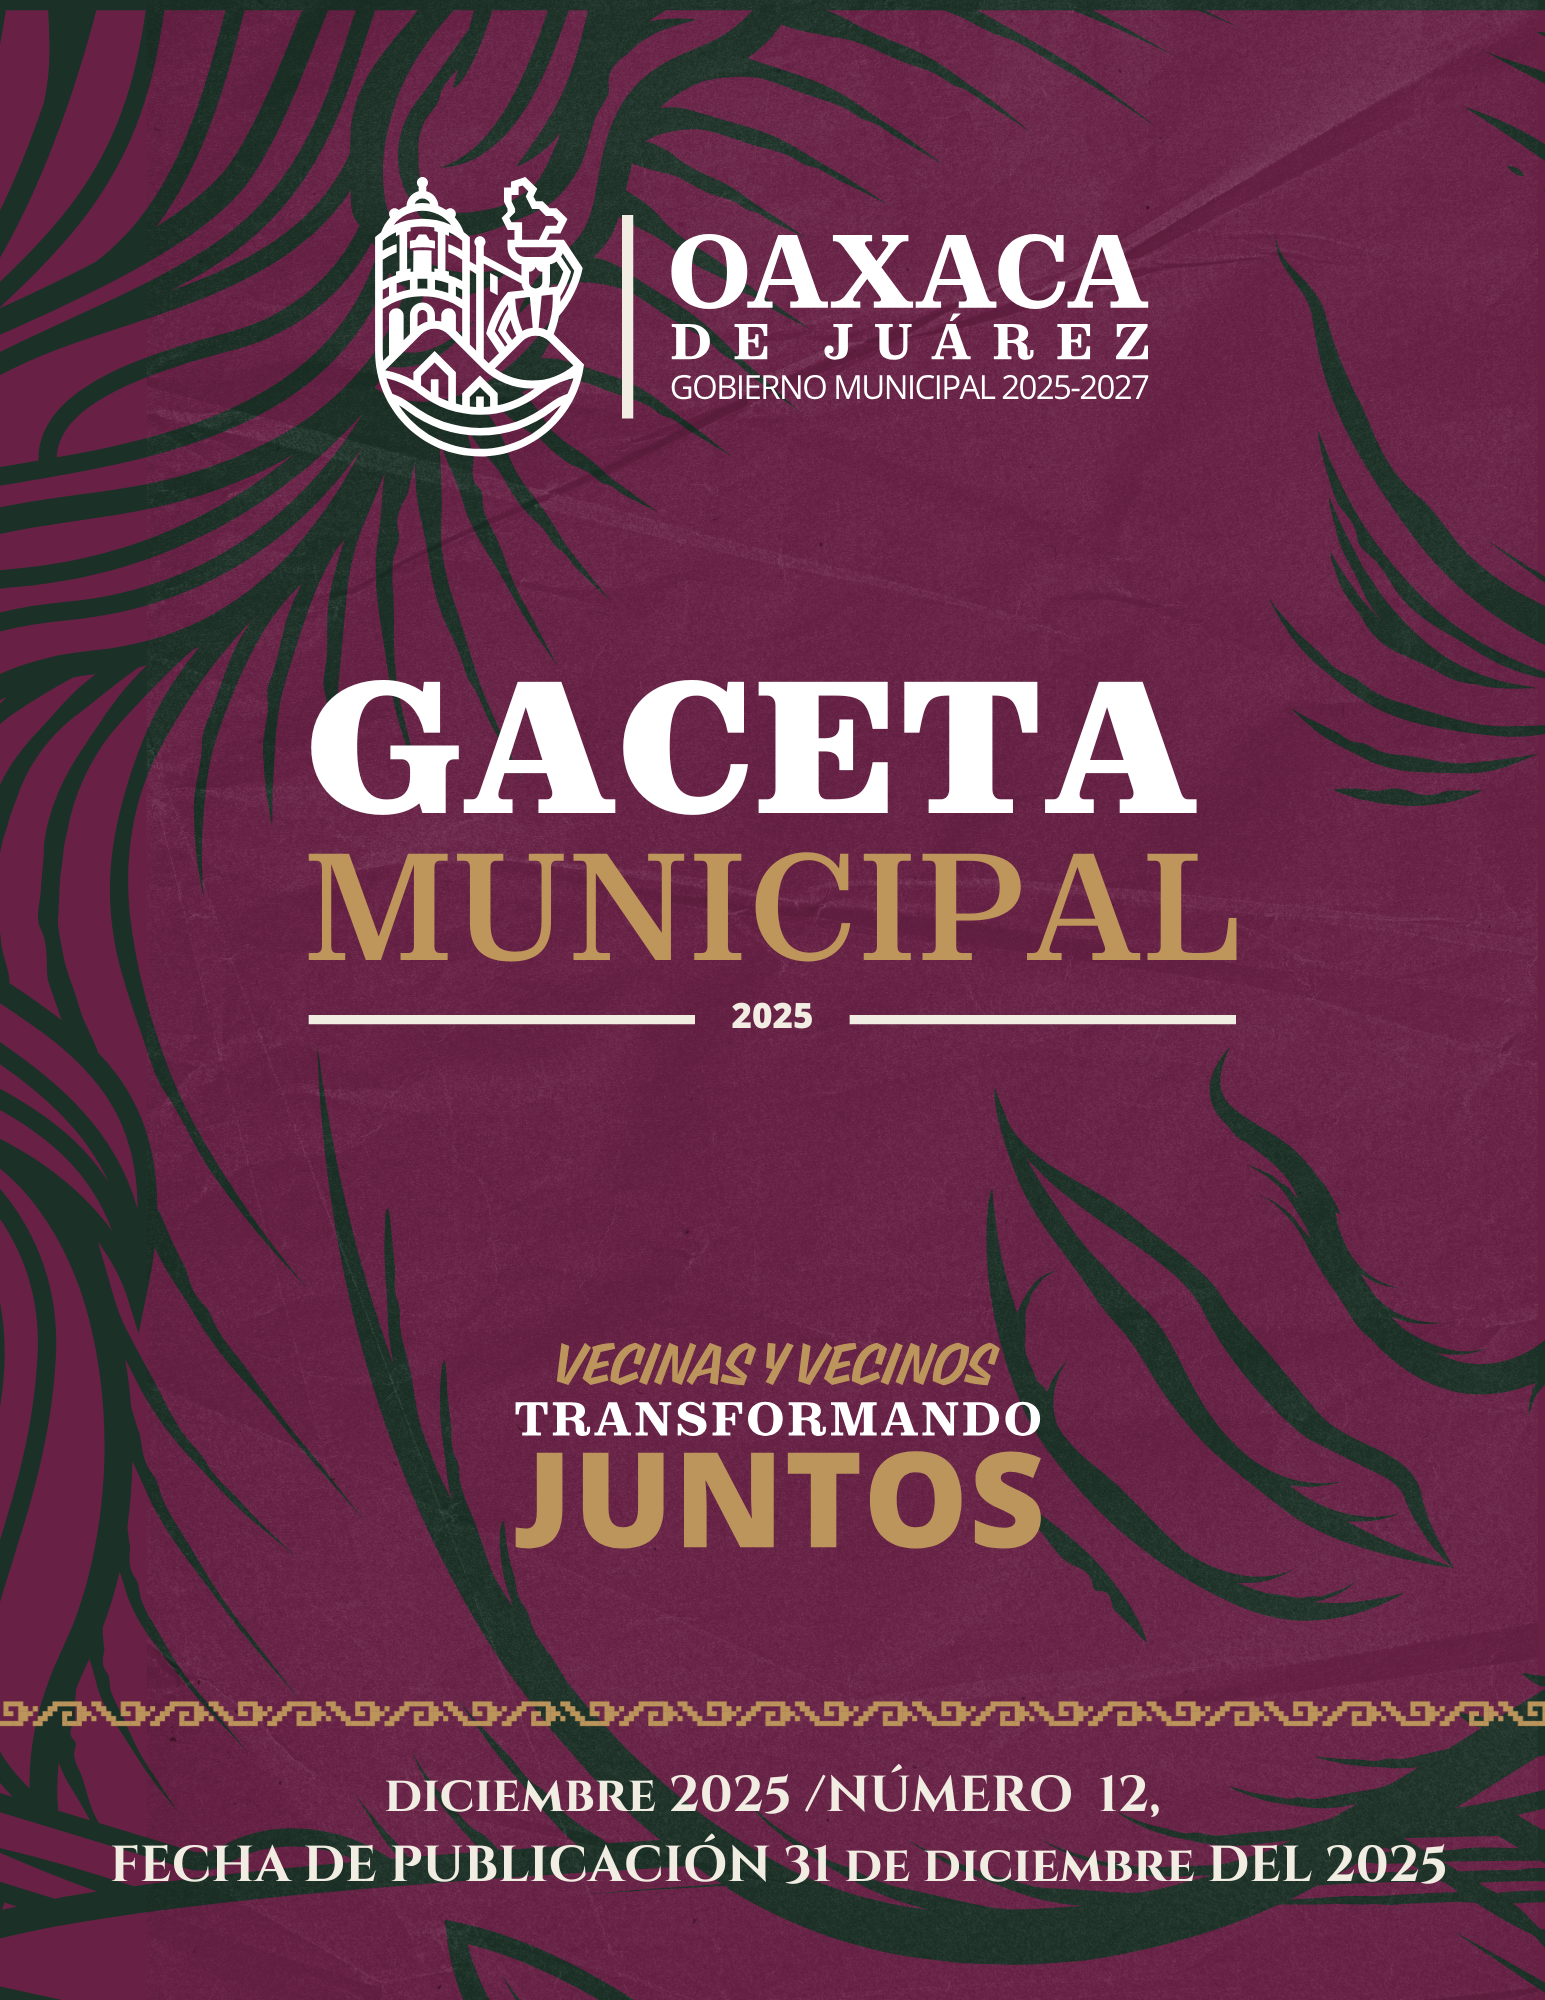 OAXACA
DE JUÁREZ
GOBIERNO MUNICIPAL 2025-2027
GACETA
MUNICIPAL
2025
VECINAS Y VECINOS
TRANSFORMANDO
JUNTOS
DICIEMBRE 2025 /NÚMERO 12,
FECHA DE PUBLICACIÓN 31 DE DICIEMBRE DEL 2025